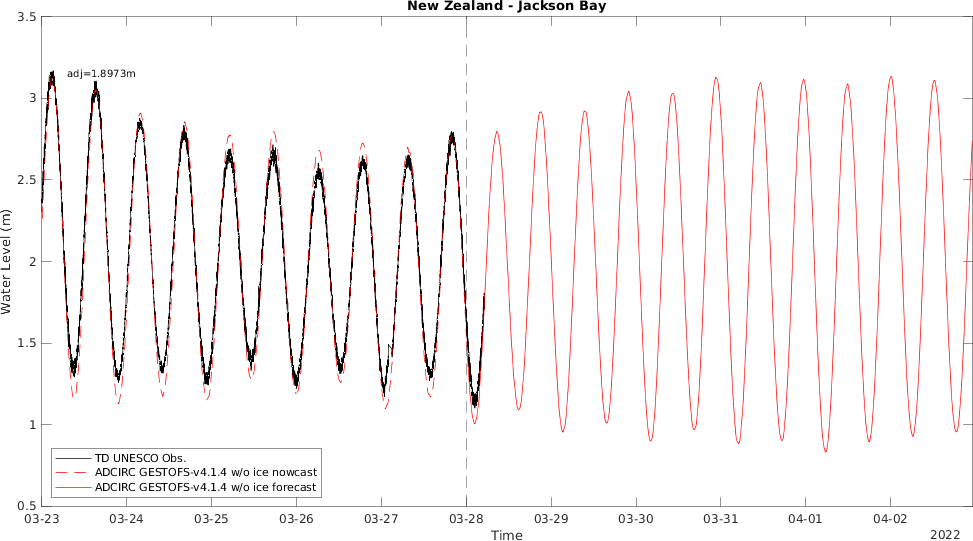 New Zealand - Jackson Bay
3.5
adj=1.8973m
3
2.5
2
1.5
1
0.5
Water Level (m)
TD UNESCO Obs.
ADCIRC GESTOFS-v4.1.4 w/o ice nowcast
ADCIRC GESTOFS-v4.1.4 w/o ice forecast
03-23 03-24 03-25 03-26 03-27 03-28 03-29 03-30 03-31 04-01 04-02
Time
2022